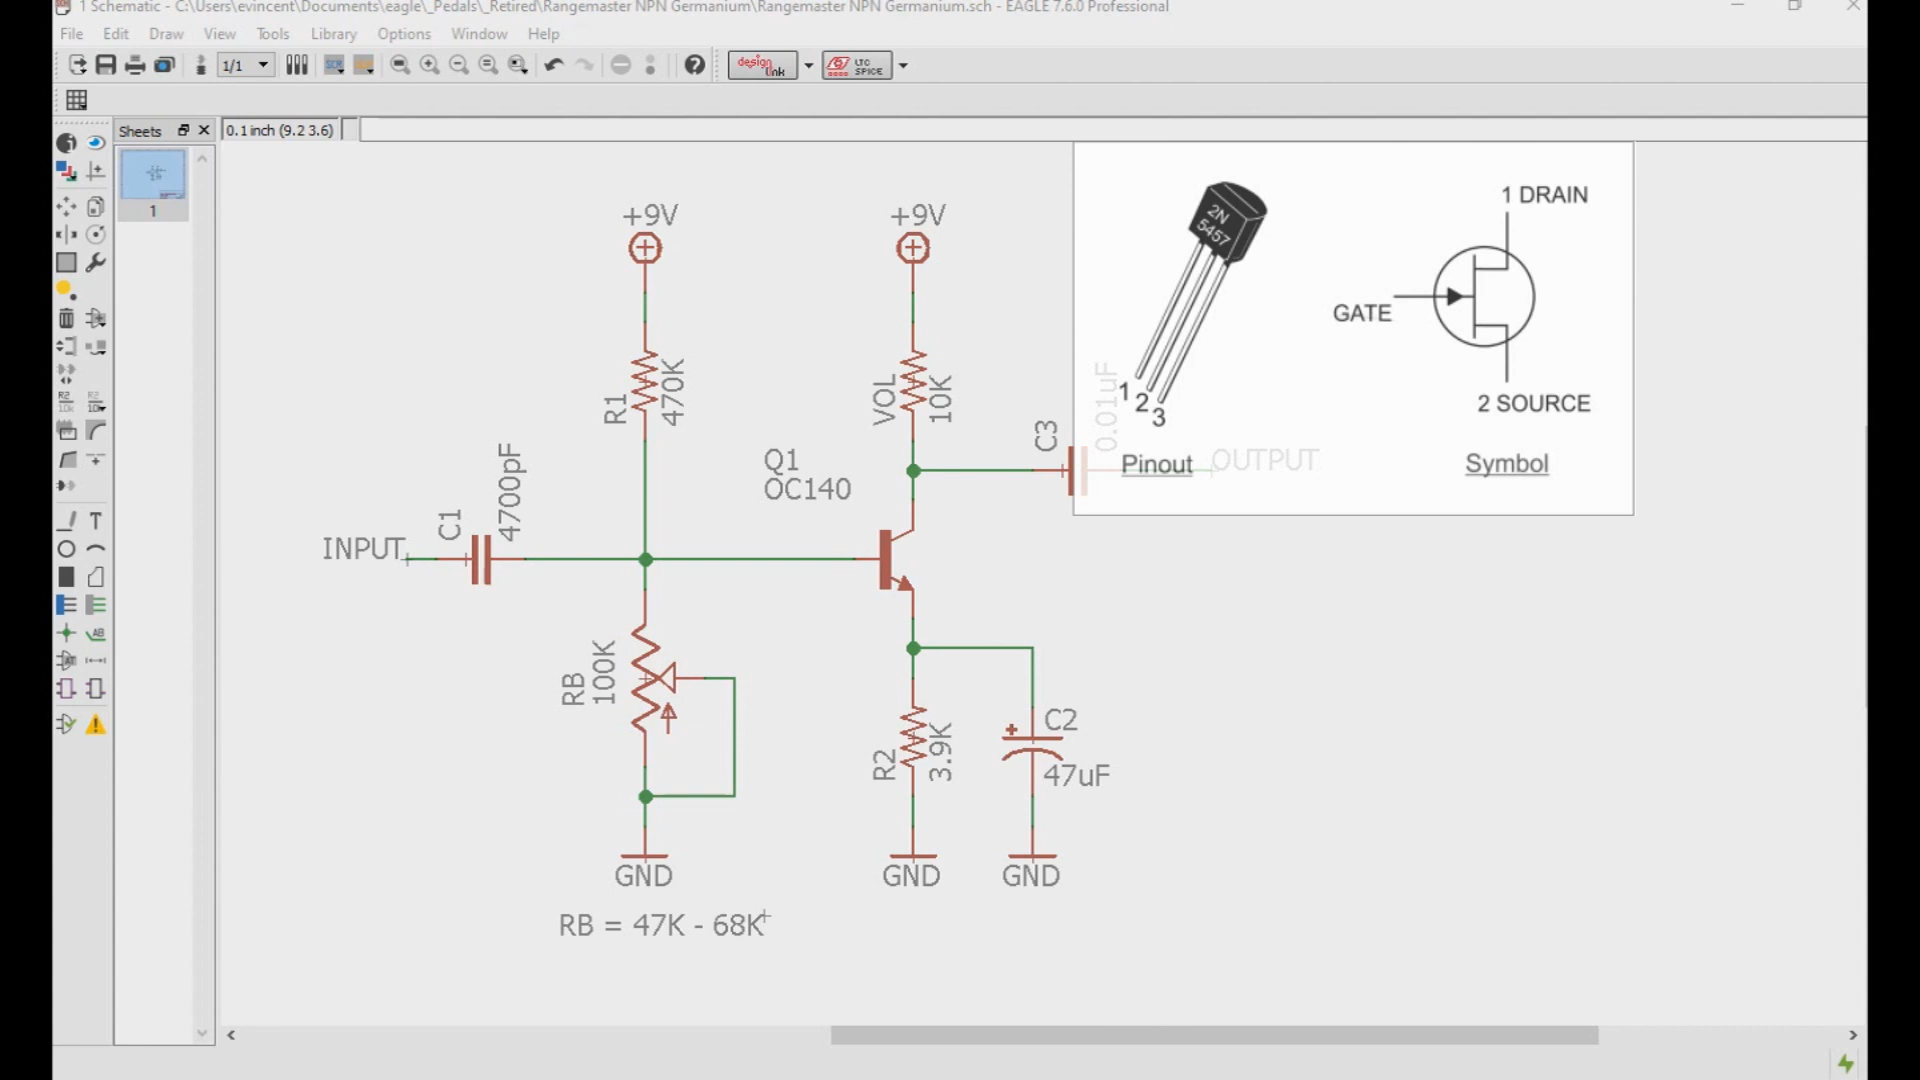 1 Schematic - C:\Users\evincent\Documents\eagle\_Pedals\_Retired\Rangemaster NPN Germanium\Rangemaster NPN Germanium.sch - EAGLE 7.6.0 Professional
File Edit Draw View Tools Library Options Window Help
1/1
design link
LTC SPICE
Sheets
0.1 inch (9.2 3.6)
1
+9V
+9V
R1
470K
VOL
10K
C3
0.01uF
OUTPUT
Q1
OC140
INPUT
C1
4700pF
RB
100K
R2
3.9K
C2
47uF
GND
GND
GND
RB = 47K - 68K
2N
5457
1
2
3
Pinout
1 DRAIN
GATE
2 SOURCE
Symbol